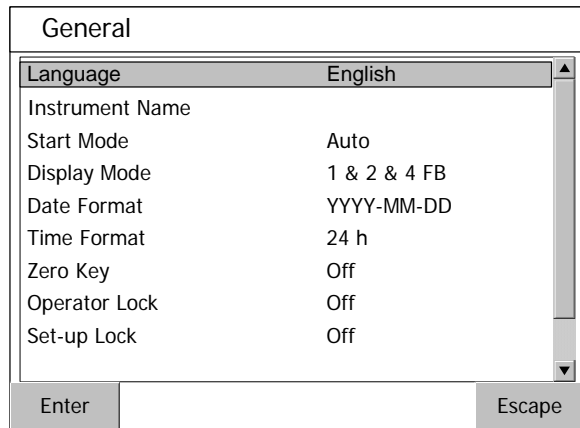 General
Language English
Instrument Name
Start Mode Auto
Display Mode 1 & 2 & 4 FB
Date Format YYYY-MM-DD
Time Format 24 h
Zero Key Off
Operator Lock Off
Set-up Lock Off
Enter Escape